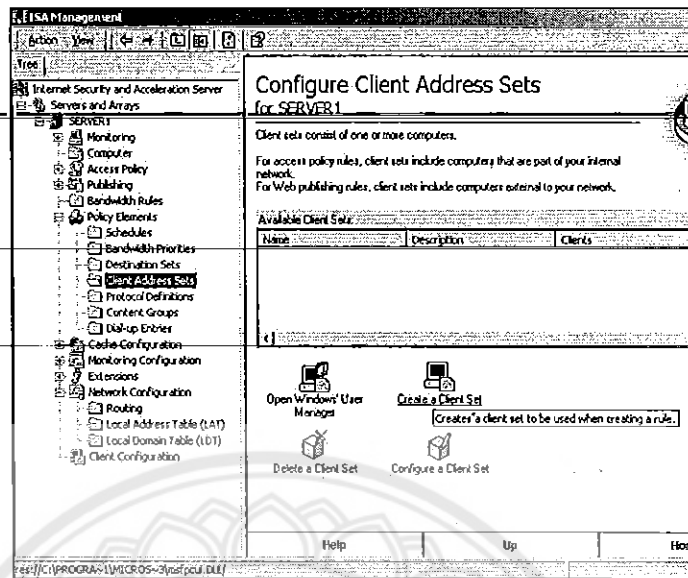 ISA Management
Action View
Tree
Internet Security and Acceleration Server
Servers and Arrays
SERVER1
Monitoring
Computer
Access Policy
Publishing
Bandwidth Rules
Policy Elements
Schedules
Bandwidth Priorities
Destination Sets
Client Address Sets
Protocol Definitions
Content Groups
Dial-up Entries
Cache Configuration
Monitoring Configuration
Extensions
Network Configuration
Routing
Local Address Table (LAT)
Local Domain Table (LDT)
Client Configuration
Configure Client Address Sets
for SERVER1
Client sets consist of one or more computers.
For access policy rules, client sets include computers that are part of your internal
network.
For Web publishing rules, client sets include computers external to your network.
Available Client Sets:
Name Description Clients
Open Windows' User
Manager
Create a Client Set
Creates a client set to be used when creating a rule.
Delete a Client Set
Configure a Client Set
Help Up